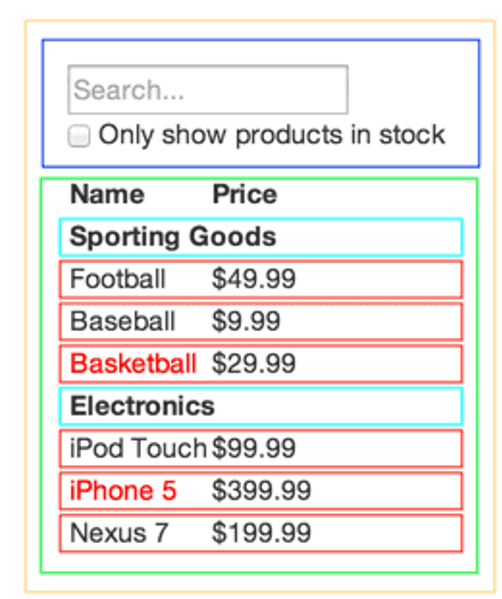 Search...
Only show products in stock
Name Price
Sporting Goods
Football $49.99
Baseball $9.99
Basketball $29.99
Electronics
iPod Touch $99.99
iPhone 5 $399.99
Nexus 7 $199.99